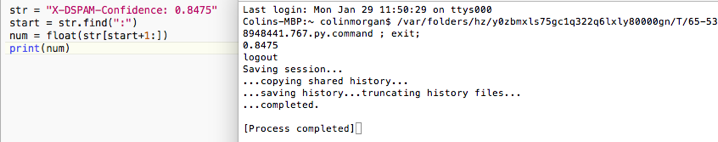 str = "X-DSPAM-Confidence: 0.8475"
start = str.find(":")
num = float(str[start+1:])
print(num)
Last login: Mon Jan 29 11:50:29 on ttys000
Colins-MBP:~ colinmorgan$ /var/folders/hz/y0zbmxls75gc1q322q6lxly80000gn/T/65-53
8948441.767.py.command ; exit;
0.8475
logout
Saving session...
...copying shared history...
...saving history...truncating history files...
...completed.
[Process completed]